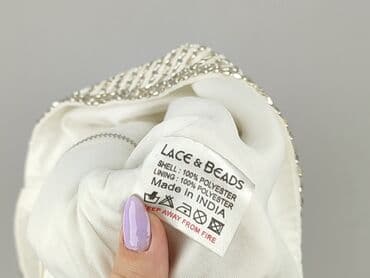 LACE & BEADS
SHELL : 100% POLYESTER
LINING : 100% POLYESTER
Made In INDIA
KEEP AWAY FROM FIRE